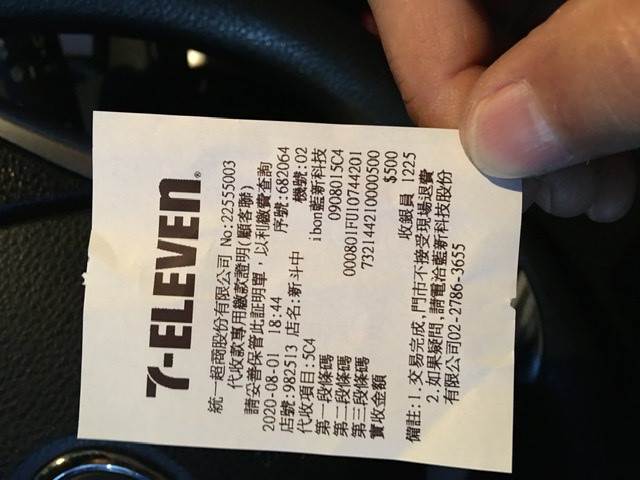 7-ELEVEN®
統一超商股份有限公司 No:22555003
代收款專用繳款證明(顧客聯)
請妥善保管此証明單，以利繳費查詢
2020-08-01 18:44 序號:682064
店號:982513 店名:新斗中 機號:02
代收項目:5C4 ibon藍新科技
第一段條碼 0908015C4
第二段條碼 000801FU10744201
第三段條碼 732144210000500
實收金額 $500
收銀員 1225
備註:1.交易完成,門市不接受現場退費
2.如果疑問,請電洽藍新科技股份
有限公司02-2786-3655